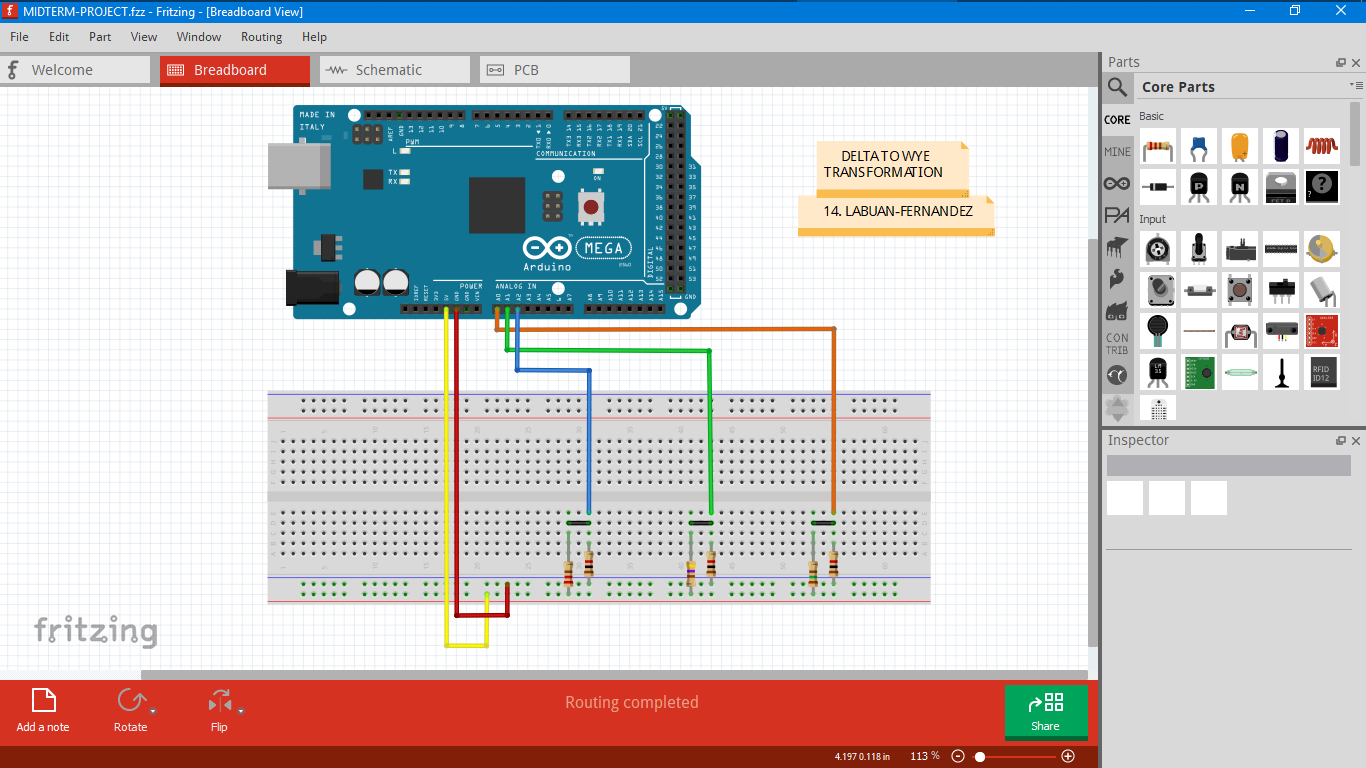 MIDTERM-PROJECT.fzz - Fritzing - [Breadboard View]
File Edit Part View Window Routing Help
Welcome Breadboard Schematic PCB
MADE IN
ITALY
PWM
COMMUNICATION
L
TX
RX
ON
MEGA
Arduino
DIGITAL
POWER ANALOG IN
DELTA TO WYE
TRANSFORMATION
14. LABUAN-FERNANDEZ
fritzing
Parts
Core Parts
CORE
MINE
CON
TRIB
Basic
Input
RFID
ID12
Inspector
Add a note Rotate Flip
Routing completed
Share
4.197 0.118 in 113 %